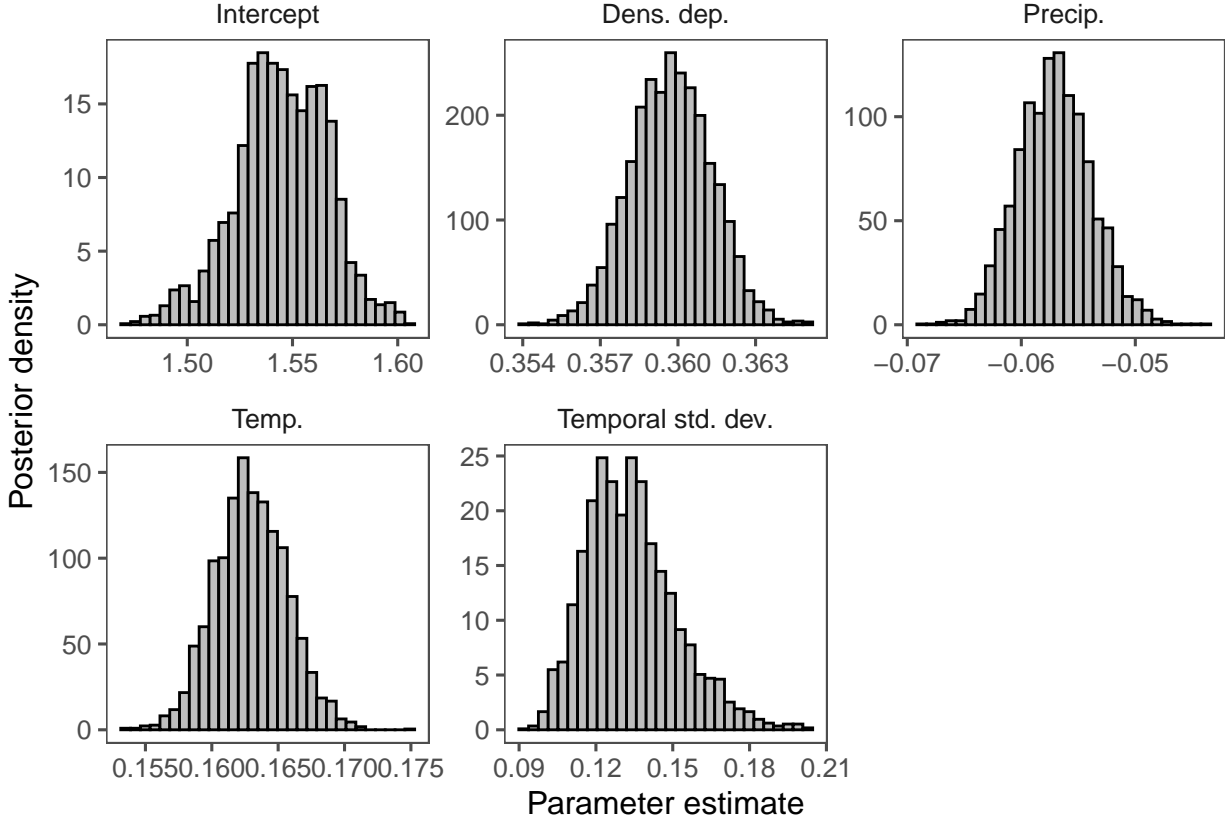 Intercept
Dens. dep.
Precip.
15
10
5
0
1.50 1.55 1.60
200
100
0
0.354 0.357 0.360 0.363
100
50
0
−0.07 −0.06 −0.05
Posterior density
Temp.
Temporal std. dev.
150
100
50
0
0.1550.1600.1650.1700.175
25
20
15
10
5
0
0.09 0.12 0.15 0.18 0.21
Parameter estimate